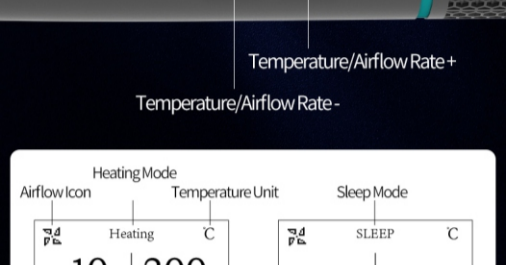 Temperature/Airflow Rate+
Temperature/Airflow Rate-
Heating Mode
Airflow Icon Temperature Unit Sleep Mode
Heating ℃ SLEEP ℃